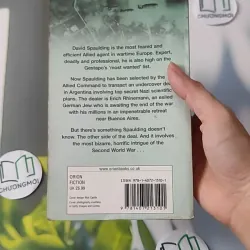 David Spaulding is the most feared and
efficient Allied agent in wartime Europe. Expert,
deadly and professional, he is also high on the
Gestapo's 'most wanted' list.
Now Spaulding has been selected by the
Allied Command to transact an undercover deal
in Argentina involving top secret Nazi scientific
plans. The dealer is Erich Rhinemann, an exiled
German Jew who is awaiting the end of the war
with his millions in an impenetrable retreat
near Buenos Aires.
But there's something Spaulding doesn't
know: The other side of the deal. And it involves
the most bizarre, horrific intrigue of the
Second World War . . .
www.orionbooks.co.uk
ORION
FICTION
CHUONGMOI
CHUONGMOI